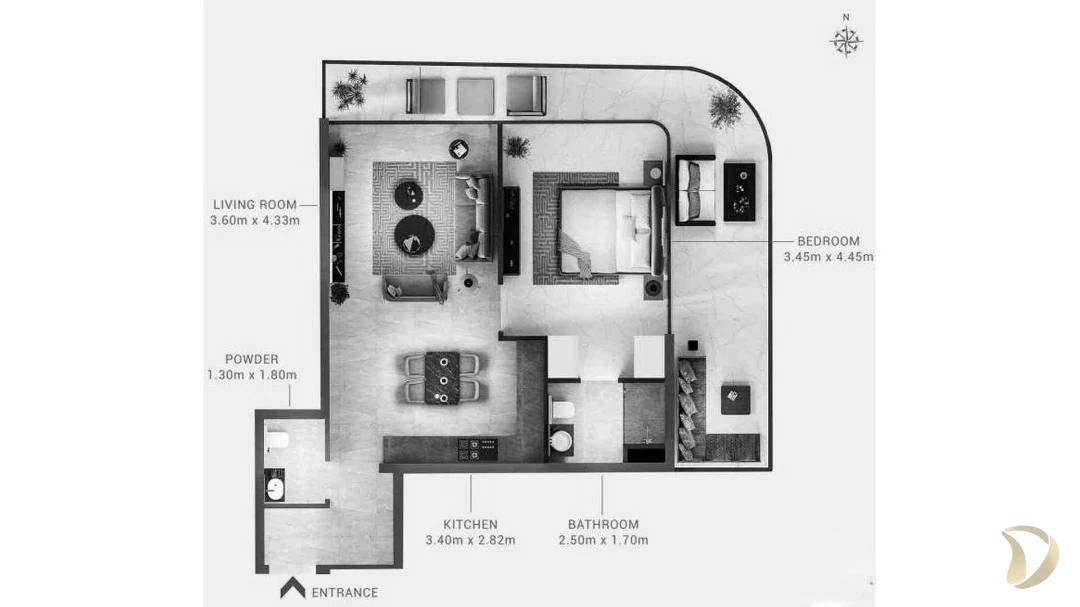 N
LIVING ROOM
3.60m x 4.33m
BEDROOM
3.45m x 4.45m
POWDER
1.30m x 1.80m
KITCHEN
3.40m x 2.82m
BATHROOM
2.50m x 1.70m
ENTRANCE